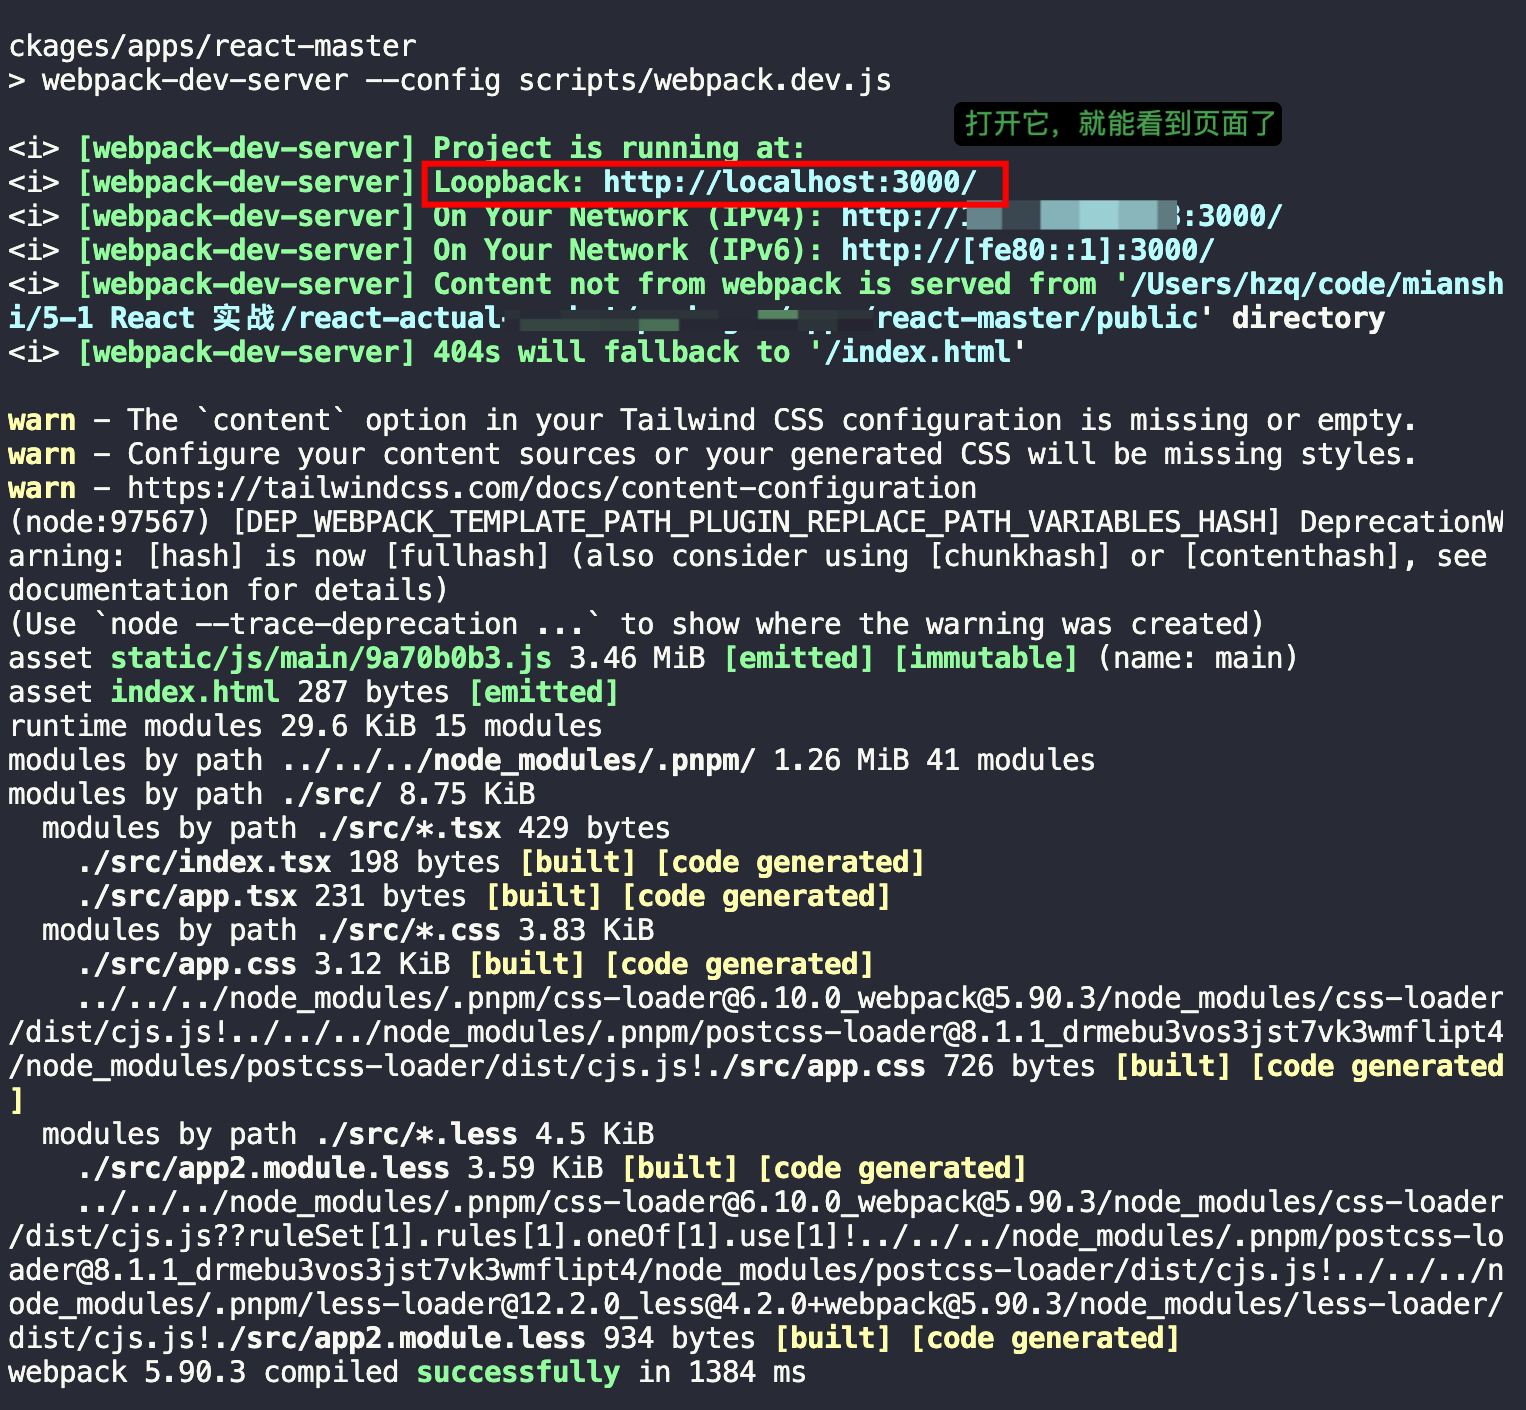 ckages/apps/react-master
> webpack-dev-server --config scripts/webpack.dev.js
打开它，就能看到页面了
<i> [webpack-dev-server] Project is running at:
<i> [webpack-dev-server] Loopback: http://localhost:3000/
<i> [webpack-dev-server] On Your Network (IPv4): http:// :3000/
<i> [webpack-dev-server] On Your Network (IPv6): http://[fe80::1]:3000/
<i> [webpack-dev-server] Content not from webpack is served from '/Users/hzq/code/miansh
i/5-1 React 实战/react-actual- react-master/public' directory
<i> [webpack-dev-server] 404s will fallback to '/index.html'
warn - The `content` option in your Tailwind CSS configuration is missing or empty.
warn - Configure your content sources or your generated CSS will be missing styles.
warn - https://tailwindcss.com/docs/content-configuration
(node:97567) [DEP_WEBPACK_TEMPLATE_PATH_PLUGIN_REPLACE_PATH_VARIABLES_HASH] DeprecationW
arning: [hash] is now [fullhash] (also consider using [chunkhash] or [contenthash], see
documentation for details)
(Use `node --trace-deprecation ...` to show where the warning was created)
asset static/js/main/9a70b0b3.js 3.46 MiB [emitted] [immutable] (name: main)
asset index.html 287 bytes [emitted]
runtime modules 29.6 KiB 15 modules
modules by path ../../../node_modules/.pnpm/ 1.26 MiB 41 modules
modules by path ./src/ 8.75 KiB
modules by path ./src/*.tsx 429 bytes
./src/index.tsx 198 bytes [built] [code generated]
./src/app.tsx 231 bytes [built] [code generated]
modules by path ./src/*.css 3.83 KiB
./src/app.css 3.12 KiB [built] [code generated]
../../../node_modules/.pnpm/css-loader@6.10.0_webpack@5.90.3/node_modules/css-loader
/dist/cjs.js!../../../node_modules/.pnpm/postcss-loader@8.1.1_drmebu3vos3jst7vk3wmflipt4
/node_modules/postcss-loader/dist/cjs.js!./src/app.css 726 bytes [built] [code generated
]
modules by path ./src/*.less 4.5 KiB
./src/app2.module.less 3.59 KiB [built] [code generated]
../../../node_modules/.pnpm/css-loader@6.10.0_webpack@5.90.3/node_modules/css-loader
/dist/cjs.js??ruleSet[1].rules[1].oneOf[1].use[1]!../../../node_modules/.pnpm/postcss-lo
ader@8.1.1_drmebu3vos3jst7vk3wmflipt4/node_modules/postcss-loader/dist/cjs.js!../../../n
ode_modules/.pnpm/less-loader@12.2.0_less@4.2.0+webpack@5.90.3/node_modules/less-loader/
dist/cjs.js!./src/app2.module.less 934 bytes [built] [code generated]
webpack 5.90.3 compiled successfully in 1384 ms